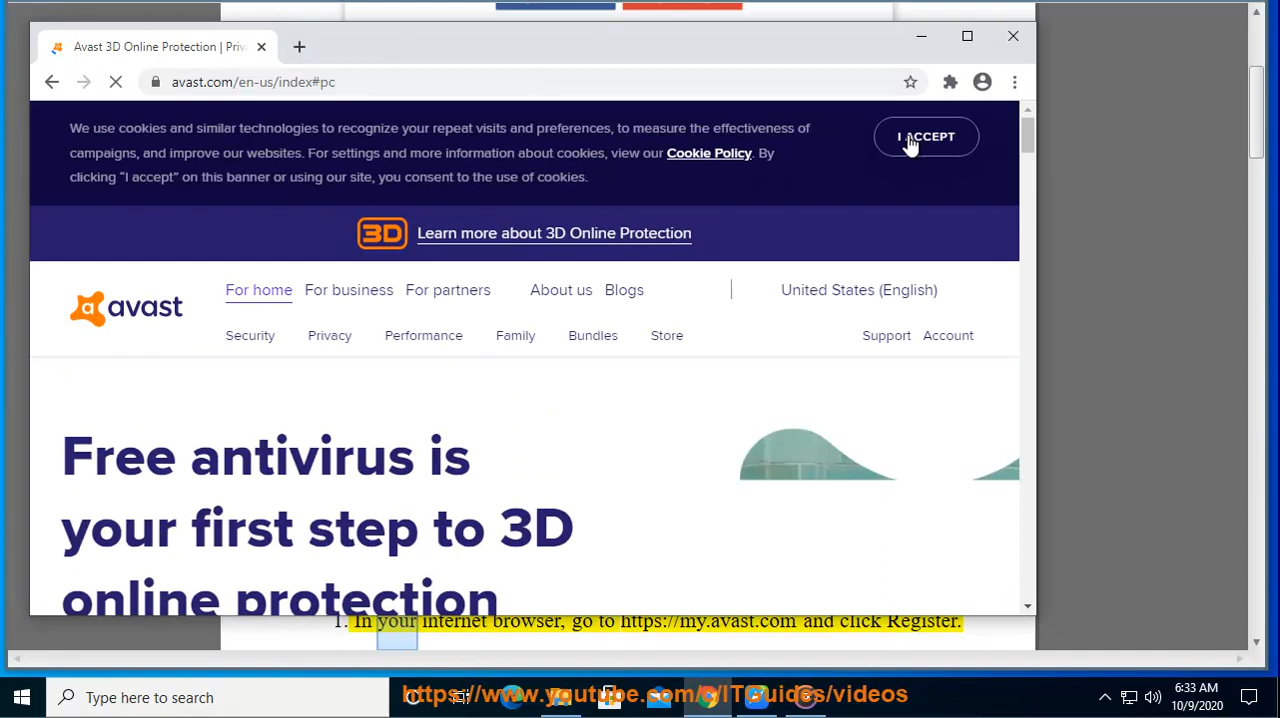 Avast 3D Online Protection | Priv
avast.com/en-us/index#pc
We use cookies and similar technologies to recognize your repeat visits and preferences, to measure the effectiveness of
campaigns, and improve our websites. For settings and more information about cookies, view our Cookie Policy. By
clicking “I accept” on this banner or using our site, you consent to the use of cookies.
I ACCEPT
3D Learn more about 3D Online Protection
avast
For home For business For partners About us Blogs United States (English)
Security Privacy Performance Family Bundles Store Support Account
Free antivirus is
your first step to 3D
online protection
1. In your internet browser, go to https://my.avast.com and click Register.
Type here to search
https://www.youtube.com/c/ITGuides/videos
6:33 AM
10/9/2020